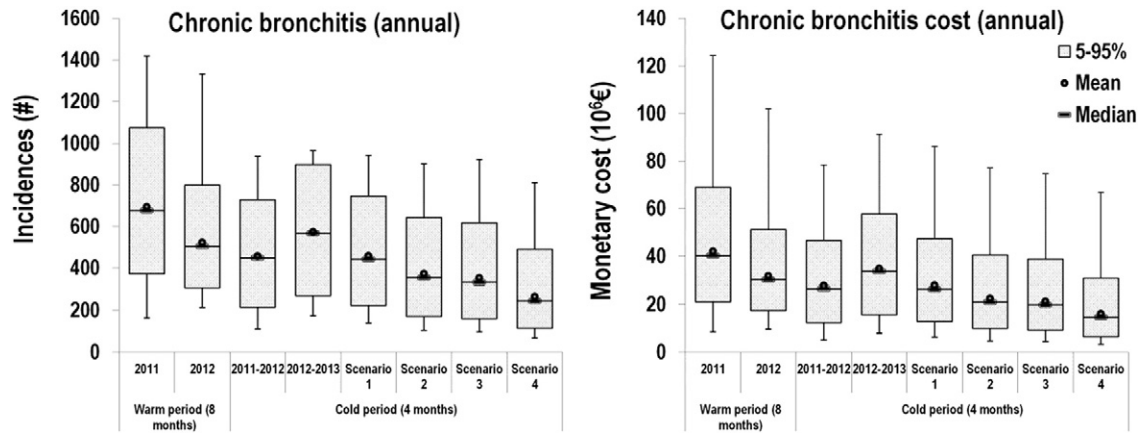 Chronic bronchitis (annual)
Incidences (#)
1600
1400
1200
1000
800
600
400
200
0
2011
2012
2011-2012
2012-2013
Scenario
1
Scenario
2
Scenario
3
Scenario
4
Warm period (8
months)
Cold period (4 months)
Chronic bronchitis cost (annual)
Monetary cost (10⁶€)
140
120
100
80
60
40
20
0
5-95%
Mean
Median
2011
2012
2011-2012
2012-2013
Scenario
1
Scenario
2
Scenario
3
Scenario
4
Warm period (8
months)
Cold period (4 months)